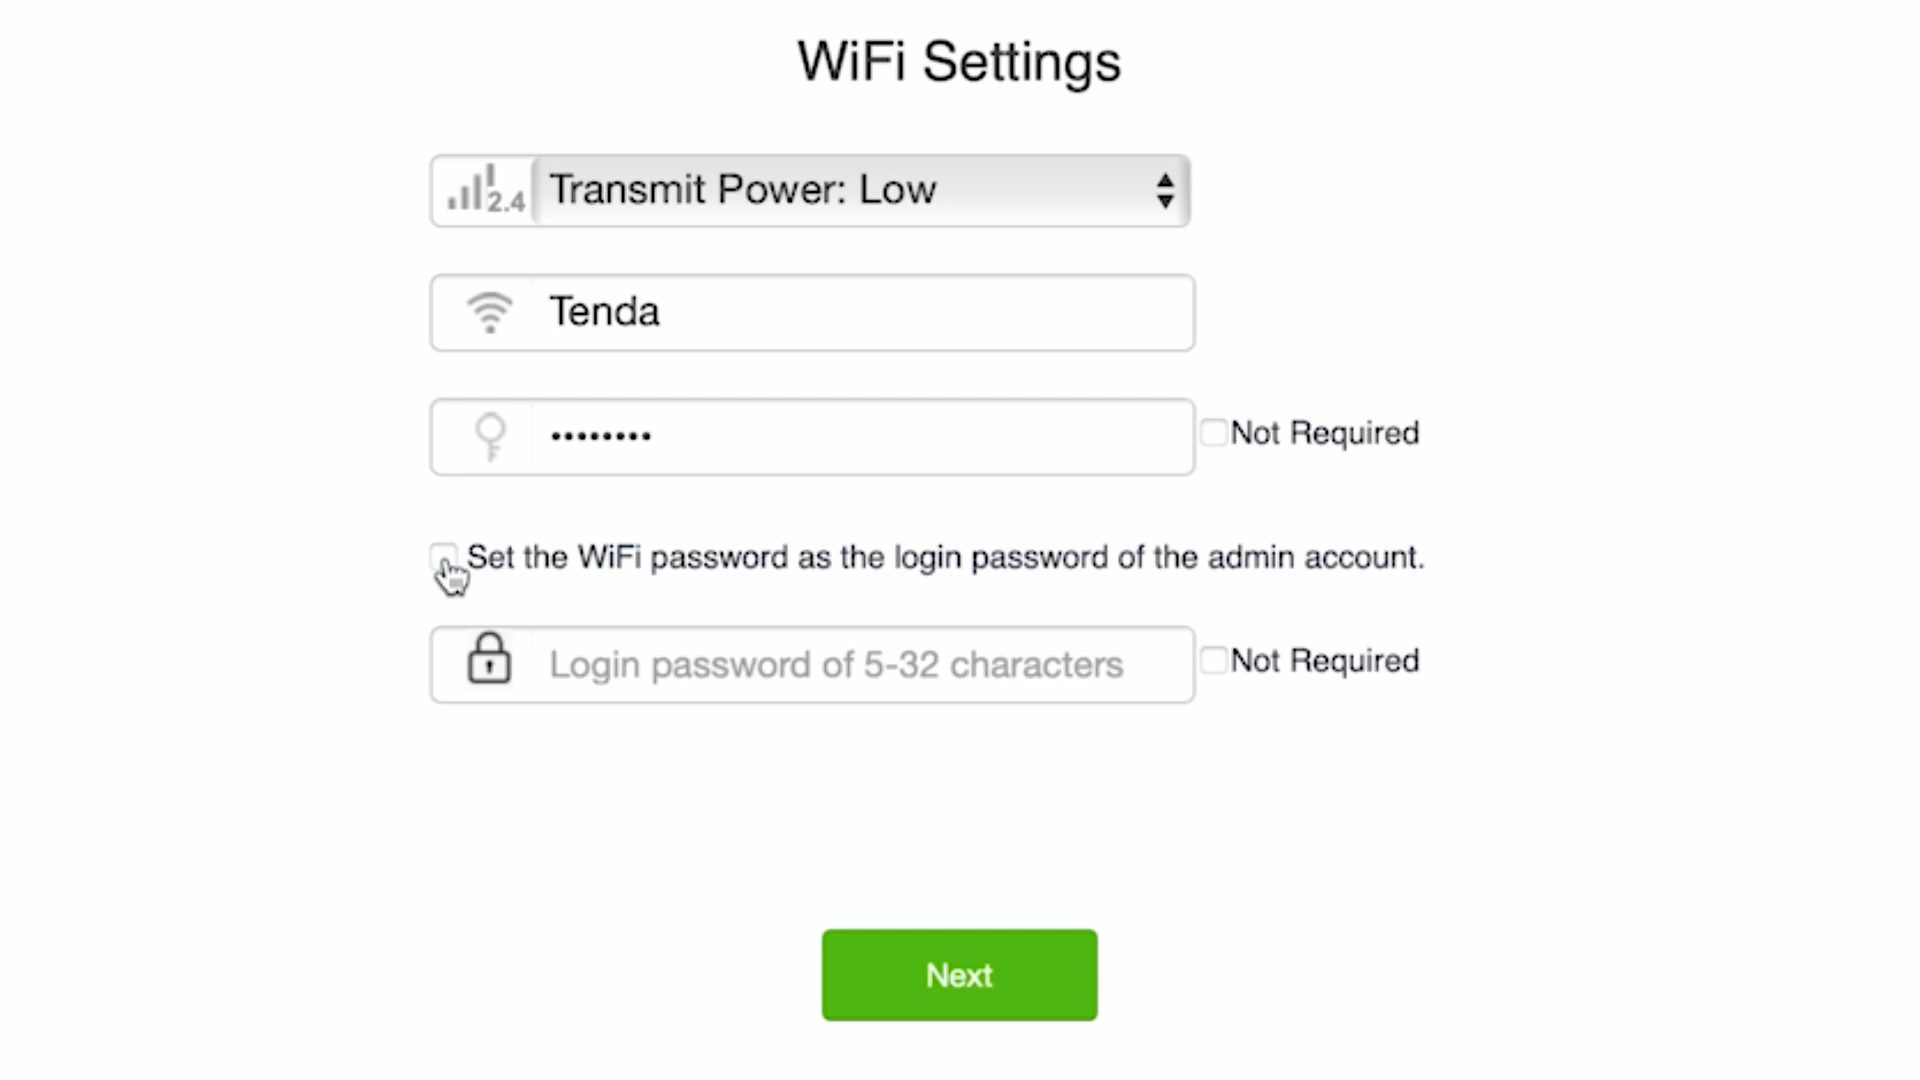 WiFi Settings
2.4 Transmit Power: Low
Tenda
•••••••••
Not Required
Set the WiFi password as the login password of the admin account.
Login password of 5-32 characters
Not Required
Next